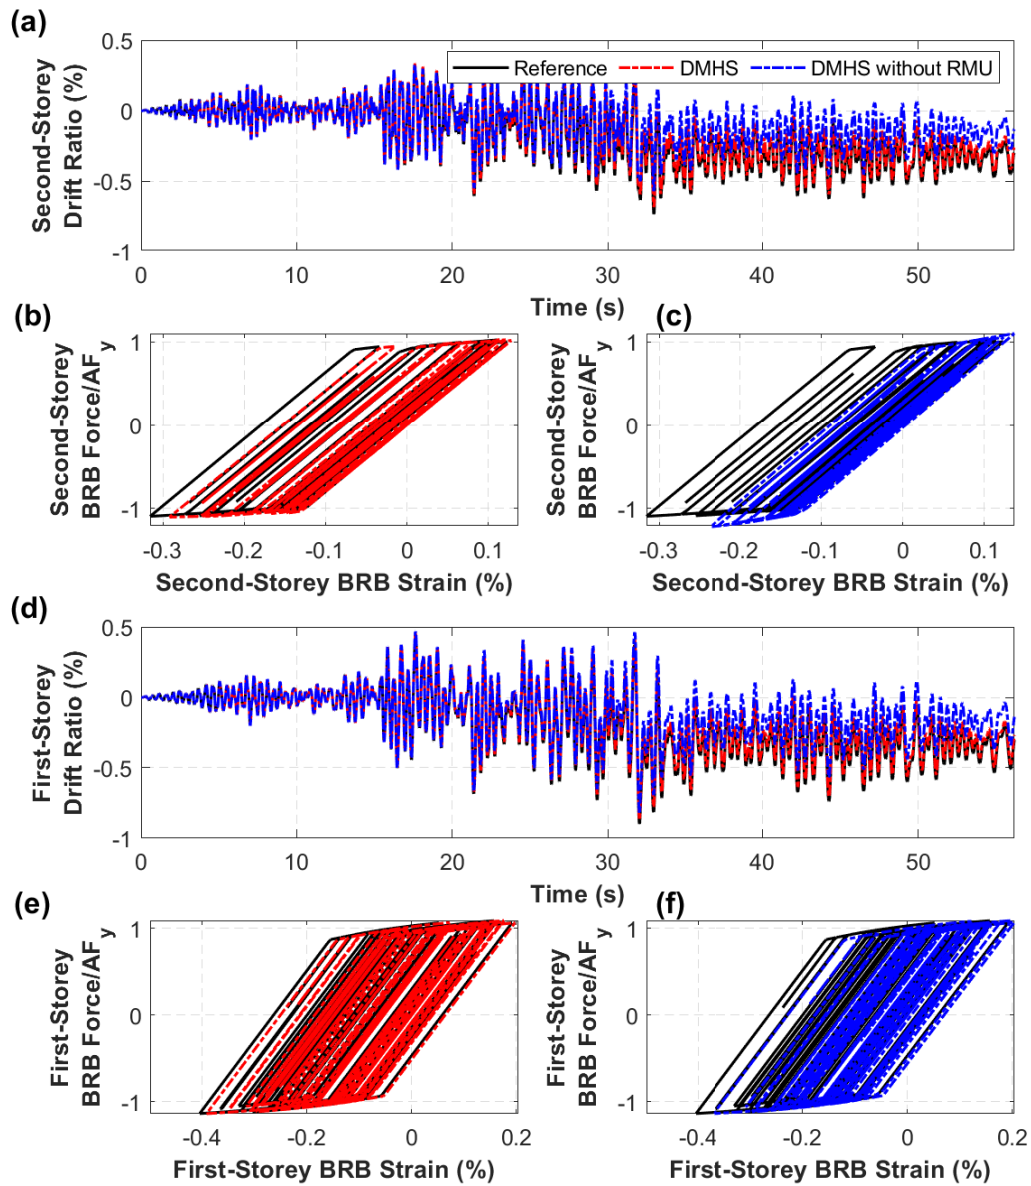 (a)
Second-Storey
Drift Ratio (%)
0.5
0
-0.5
-1
Reference DMHS DMHS without RMU
0 10 20 30 40 50
Time (s)
(b)
Second-Storey
BRB Force/AFy
1
0
-1
-0.3 -0.2 -0.1 0 0.1
Second-Storey BRB Strain (%)
(c)
Second-Storey
BRB Force/AFy
1
0
-1
-0.3 -0.2 -0.1 0 0.1
Second-Storey BRB Strain (%)
(d)
First-Storey
Drift Ratio (%)
0.5
0
-0.5
-1
0 10 20 30 40 50
Time (s)
(e)
First-Storey
BRB Force/AFy
1
0
-1
-0.4 -0.2 0 0.2
First-Storey BRB Strain (%)
(f)
First-Storey
BRB Force/AFy
1
0
-1
-0.4 -0.2 0 0.2
First-Storey BRB Strain (%)